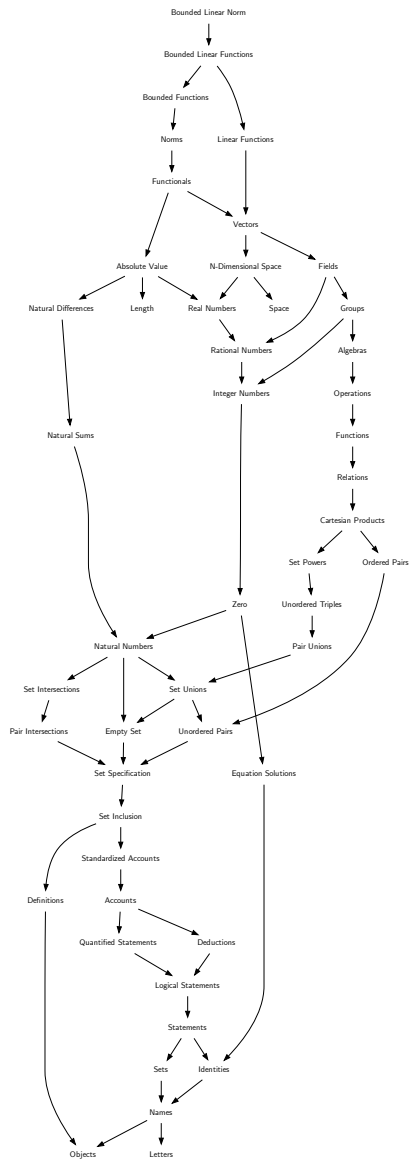 Bounded Linear Norm
Bounded Linear Functions
Bounded Functions
Norms
Linear Functions
Functionals
Vectors
Absolute Value
N-Dimensional Space
Fields
Natural Differences
Length
Real Numbers
Space
Groups
Rational Numbers
Algebras
Integer Numbers
Operations
Natural Sums
Functions
Relations
Cartesian Products
Set Powers
Ordered Pairs
Zero
Unordered Triples
Natural Numbers
Pair Unions
Set Intersections
Set Unions
Pair Intersections
Empty Set
Unordered Pairs
Set Specification
Equation Solutions
Set Inclusion
Standardized Accounts
Definitions
Accounts
Quantified Statements
Deductions
Logical Statements
Statements
Sets
Identities
Names
Objects
Letters